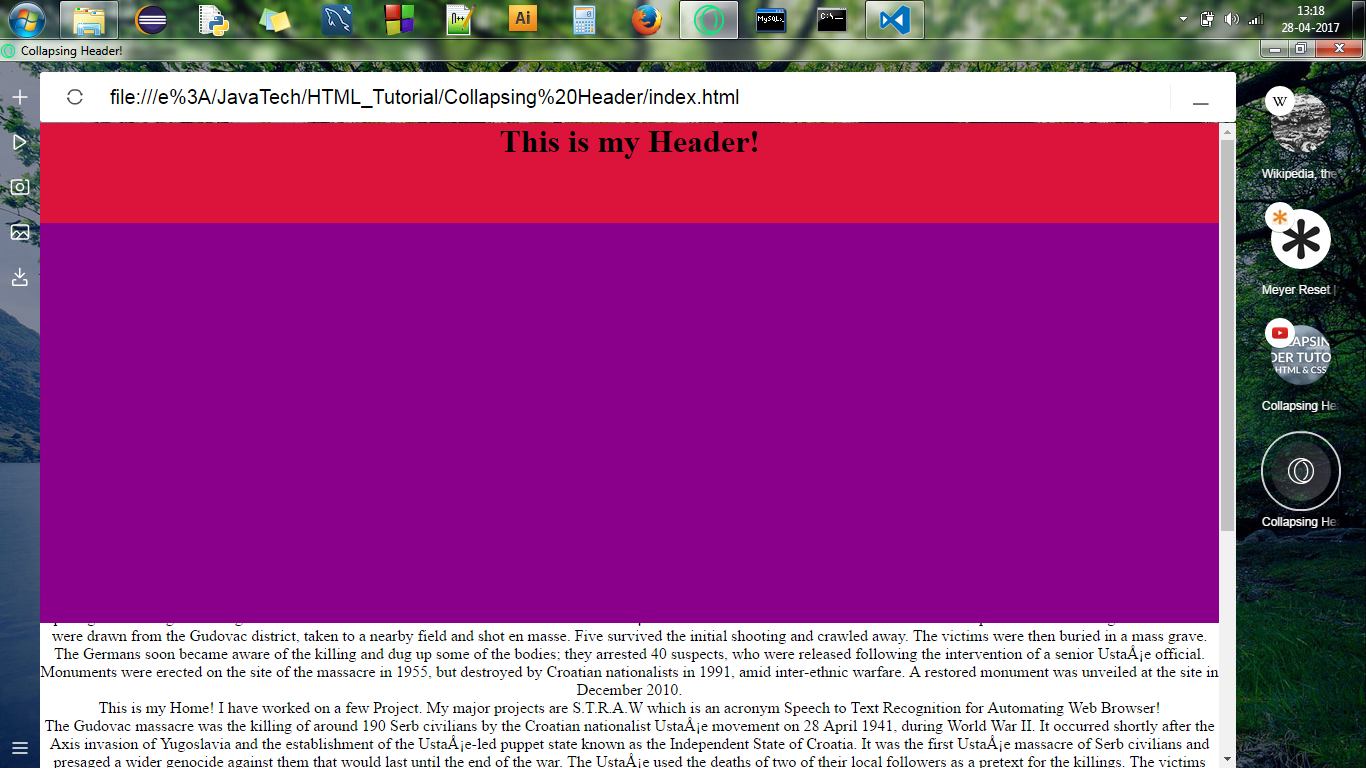 Ai
MySQL
C:\_
13:18
28-04-2017
Collapsing Header!
file:///e%3A/JavaTech/HTML_Tutorial/Collapsing%20Header/index.html
This is my Header!
were drawn from the Gudovac district, taken to a nearby field and shot en masse. Five survived the initial shooting and crawled away. The victims were then buried in a mass grave.
The Germans soon became aware of the killing and dug up some of the bodies; they arrested 40 suspects, who were released following the intervention of a senior UstaÅ¡e official.
Monuments were erected on the site of the massacre in 1955, but destroyed by Croatian nationalists in 1991, amid inter-ethnic warfare. A restored monument was unveiled at the site in
December 2010.
This is my Home! I have worked on a few Project. My major projects are S.T.R.A.W which is an acronym Speech to Text Recognition for Automating Web Browser!
The Gudovac massacre was the killing of around 190 Serb civilians by the Croatian nationalist UstaÅ¡e movement on 28 April 1941, during World War II. It occurred shortly after the
Axis invasion of Yugoslavia and the establishment of the UstaÅ¡e-led puppet state known as the Independent State of Croatia. It was the first UstaÅ¡e massacre of Serb civilians and
presaged a wider genocide against them that would last until the end of the war. The UstaÅ¡e used the deaths of two of their local followers as a pretext for the killings. The victims
W
Wikipedia, the
Meyer Reset |
LAPSIN
DER TUTO
HTML & CSS
Collapsing He
Collapsing He